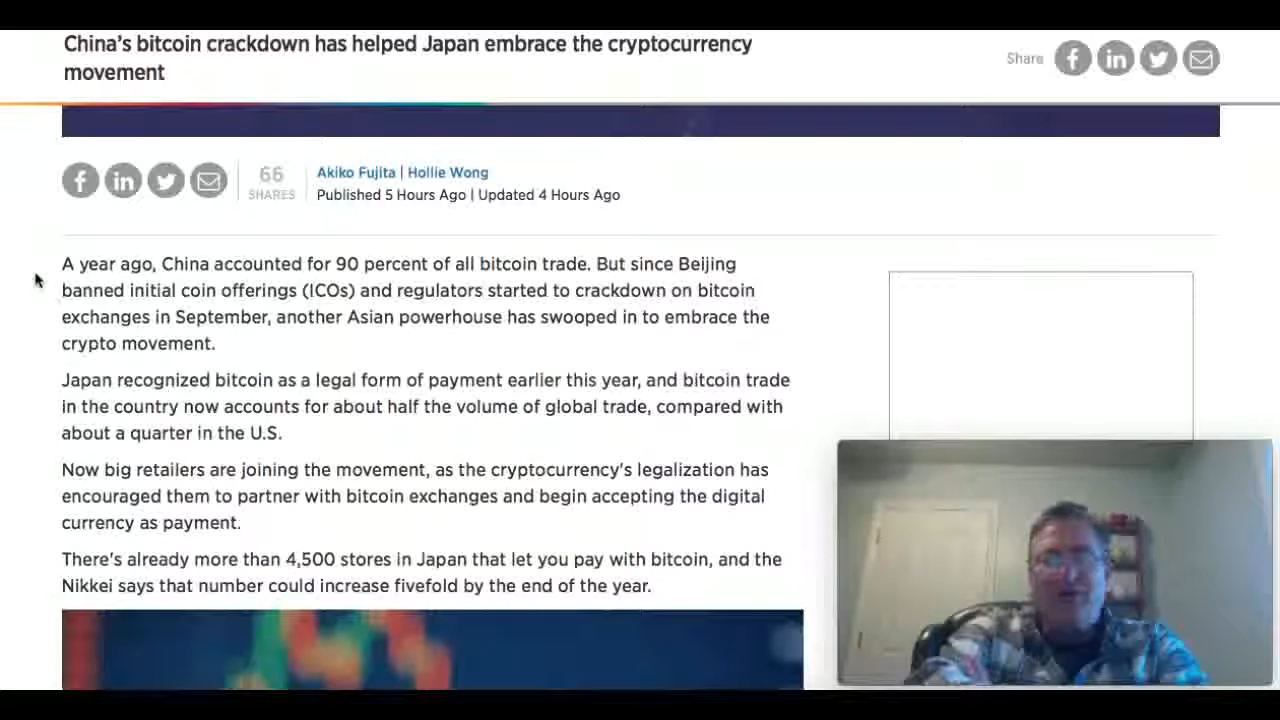 China's bitcoin crackdown has helped Japan embrace the cryptocurrency
movement
Share
66
SHARES
Akiko Fujita | Hollie Wong
Published 5 Hours Ago | Updated 4 Hours Ago
A year ago, China accounted for 90 percent of all bitcoin trade. But since Beijing
banned initial coin offerings (ICOs) and regulators started to crackdown on bitcoin
exchanges in September, another Asian powerhouse has swooped in to embrace the
crypto movement.
Japan recognized bitcoin as a legal form of payment earlier this year, and bitcoin trade
in the country now accounts for about half the volume of global trade, compared with
about a quarter in the U.S.
Now big retailers are joining the movement, as the cryptocurrency's legalization has
encouraged them to partner with bitcoin exchanges and begin accepting the digital
currency as payment.
There's already more than 4,500 stores in Japan that let you pay with bitcoin, and the
Nikkei says that number could increase fivefold by the end of the year.